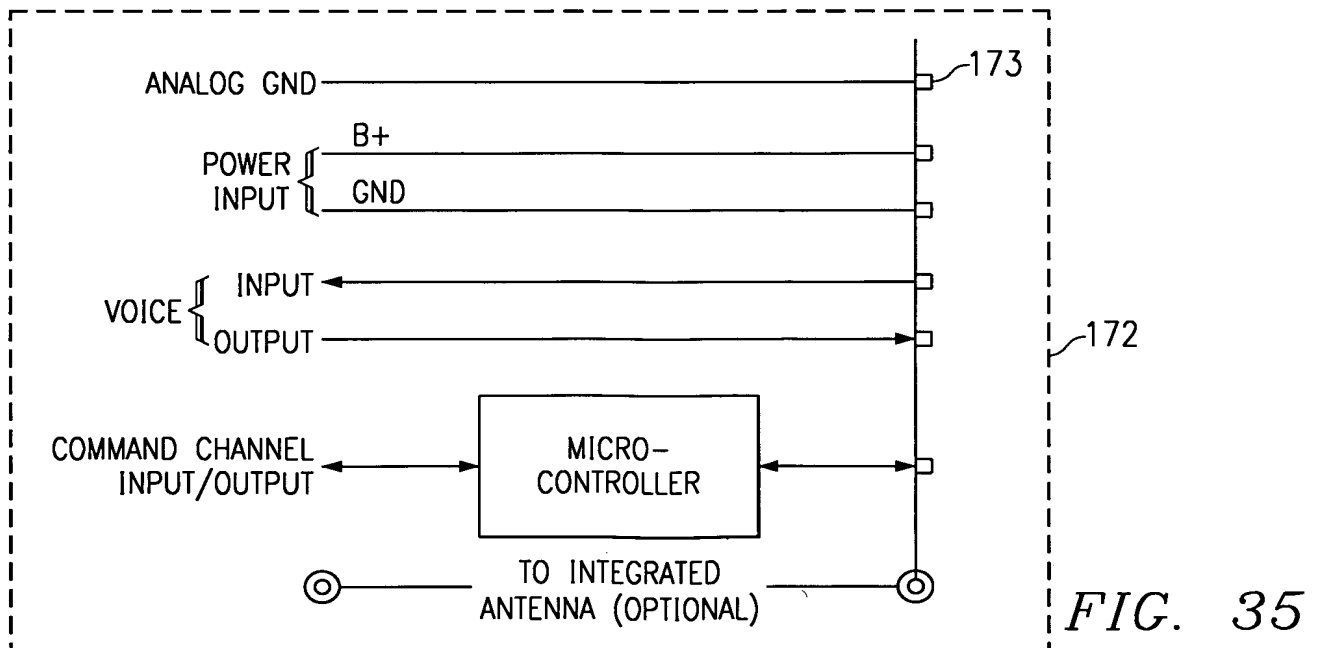 ANALOG GND
173
B+
POWER
INPUT
GND
INPUT
VOICE
OUTPUT
172
COMMAND CHANNEL
INPUT/OUTPUT
MICRO-
CONTROLLER
TO INTEGRATED
ANTENNA (OPTIONAL)
FIG. 35